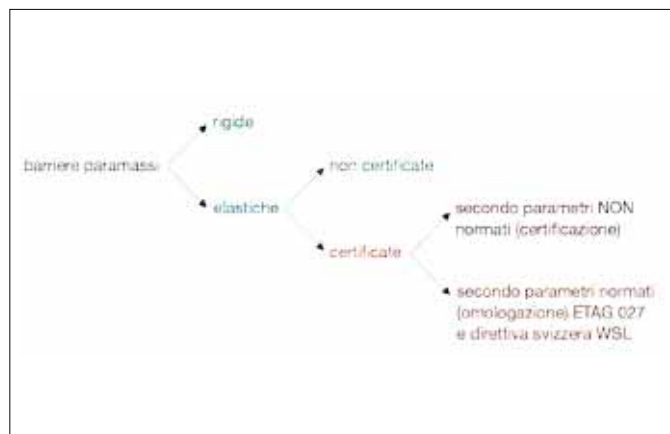 rigide
barriere paramassi
non certificate
elastiche
secondo parametri NON
normati (certificazione)
certificate
secondo parametri normati
(omologazione) ETAG 027
e direttiva svizzera WSL